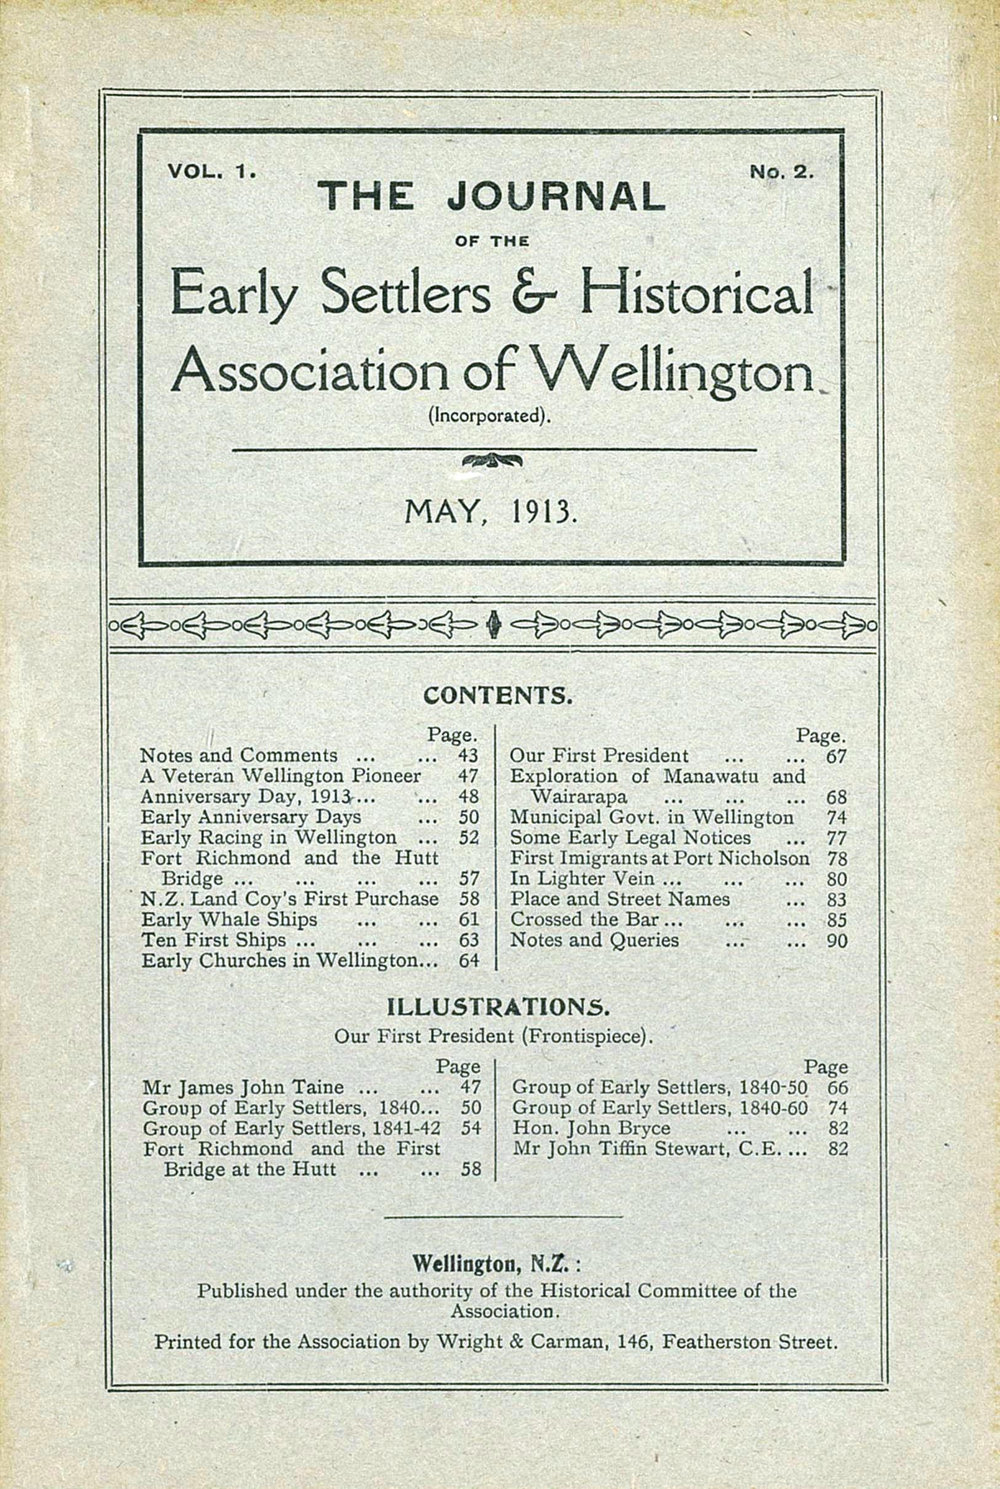 VOL. 1.
No. 2.
THE JOURNAL
OF THE
Early Settlers & Historical
Association of Wellington
(Incorporated).
MAY, 1913.
CONTENTS.
Page.
Notes and Comments ... ... 43
A Veteran Wellington Pioneer 47
Anniversary Day, 1913... ... 48
Early Anniversary Days ... 50
Early Racing in Wellington ... 52
Fort Richmond and the Hutt
Bridge ... ... ... ... 57
N.Z. Land Coy's First Purchase 58
Early Whale Ships ... ... 61
Ten First Ships ... ... ... 63
Early Churches in Wellington... 64
Page.
Our First President ... ... 67
Exploration of Manawatu and
Wairarapa ... ... ... 68
Municipal Govt. in Wellington 74
Some Early Legal Notices ... 77
First Imigrants at Port Nicholson 78
In Lighter Vein ... ... ... 80
Place and Street Names ... 83
Crossed the Bar ... ... ... 85
Notes and Queries ... ... 90
ILLUSTRATIONS.
Our First President (Frontispiece).
Page
Mr James John Taine ... ... 47
Group of Early Settlers, 1840... 50
Group of Early Settlers, 1841-42 54
Fort Richmond and the First
Bridge at the Hutt ... ... 58
Page
Group of Early Settlers, 1840-50 66
Group of Early Settlers, 1840-60 74
Hon. John Bryce ... ... 82
Mr John Tiffin Stewart, C.E. ... 82
Wellington, N.Z. :
Published under the authority of the Historical Committee of the
Association.
Printed for the Association by Wright & Carman, 146, Featherston Street.